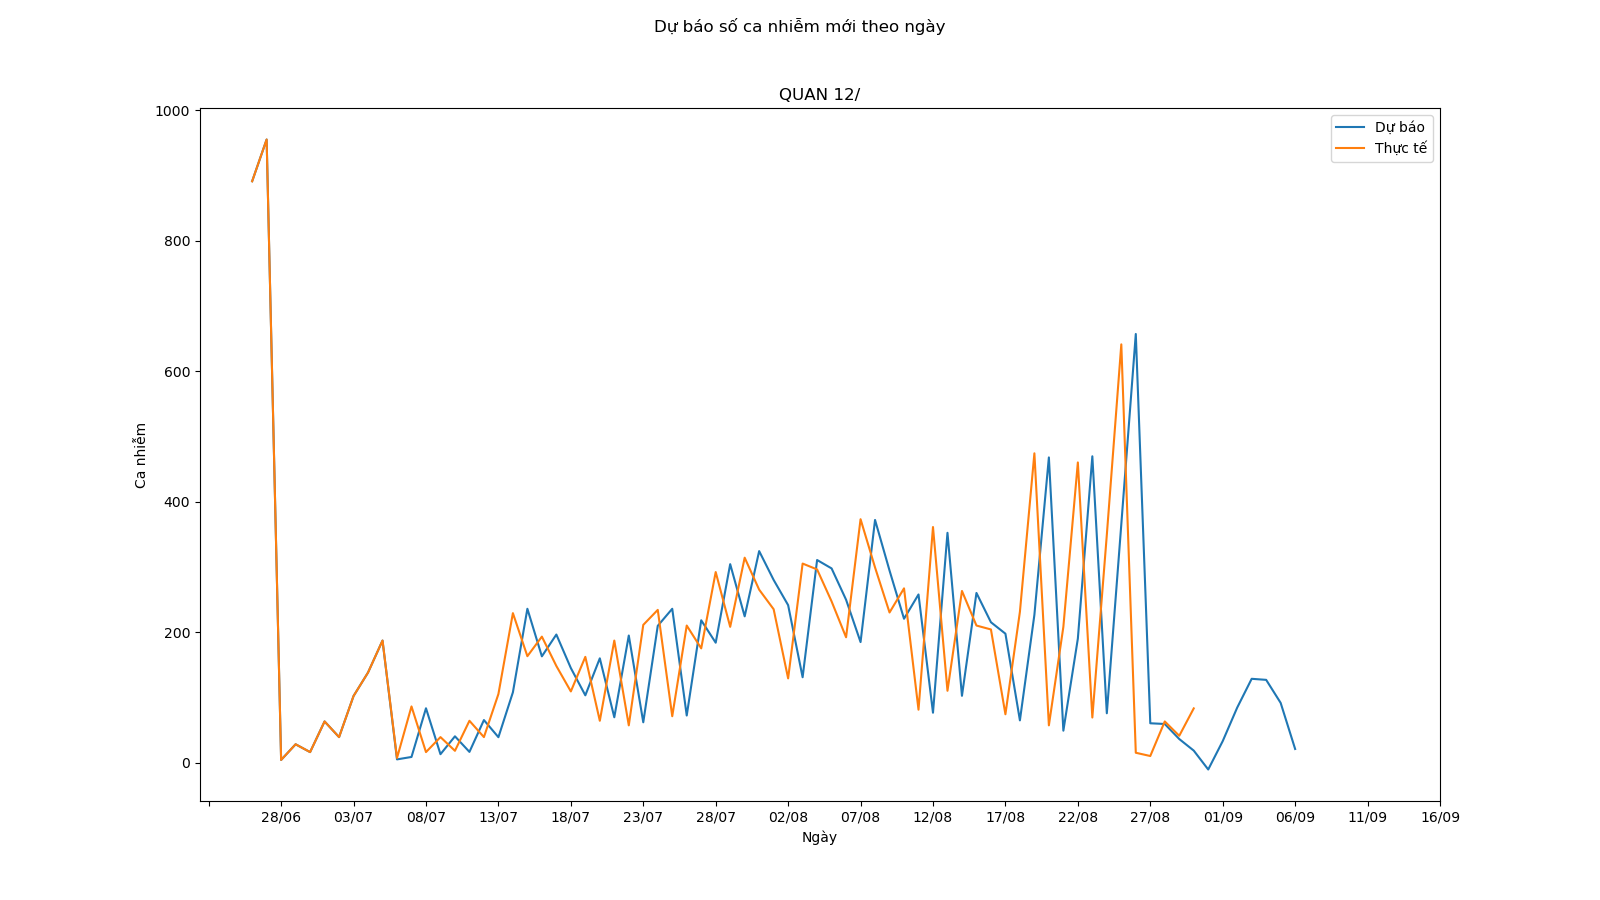 Dự báo số ca nhiễm mới theo ngày
QUAN 12/
1000
800
600
400
200
0
Ca nhiễm
Dự báo
Thực tế
28/06 03/07 08/07 13/07 18/07 23/07 28/07 02/08 07/08 12/08 17/08 22/08 27/08 01/09 06/09 11/09 16/09
Ngày